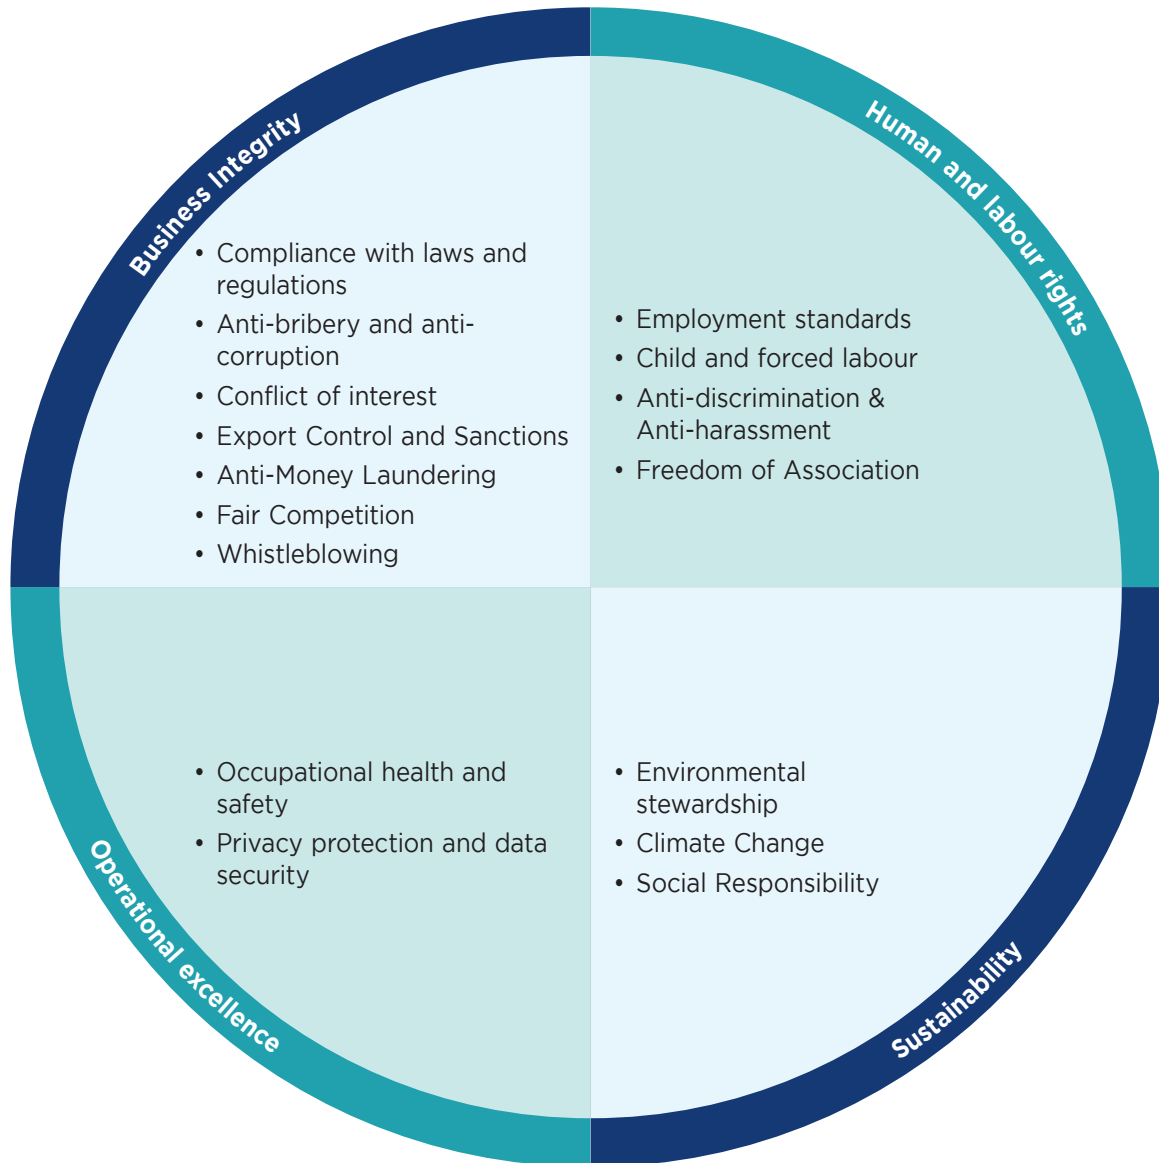 Business Integrity
• Compliance with laws and
regulations
• Anti-bribery and anti-
corruption
• Conflict of interest
• Export Control and Sanctions
• Anti-Money Laundering
• Fair Competition
• Whistleblowing
Human and labour rights
• Employment standards
• Child and forced labour
• Anti-discrimination &
Anti-harassment
• Freedom of Association
Operational excellence
• Occupational health and
safety
• Privacy protection and data
security
Sustainability
• Environmental
stewardship
• Climate Change
• Social Responsibility